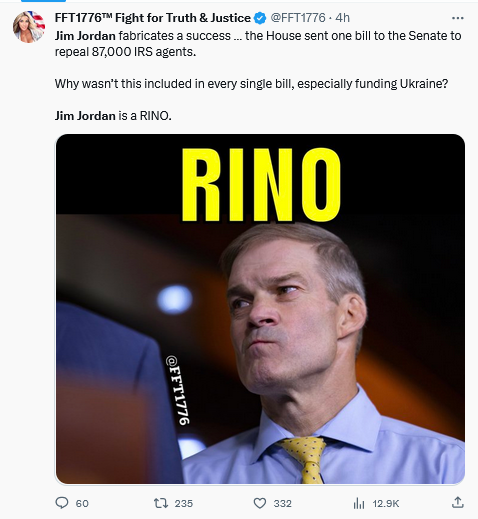 FFT1776™ Fight for Truth & Justice @FFT1776 · 4h
Jim Jordan fabricates a success ... the House sent one bill to the Senate to
repeal 87,000 IRS agents.
Why wasn't this included in every single bill, especially funding Ukraine?
Jim Jordan is a RINO.
RINO
@FFT1776
60 235 332 12.9K